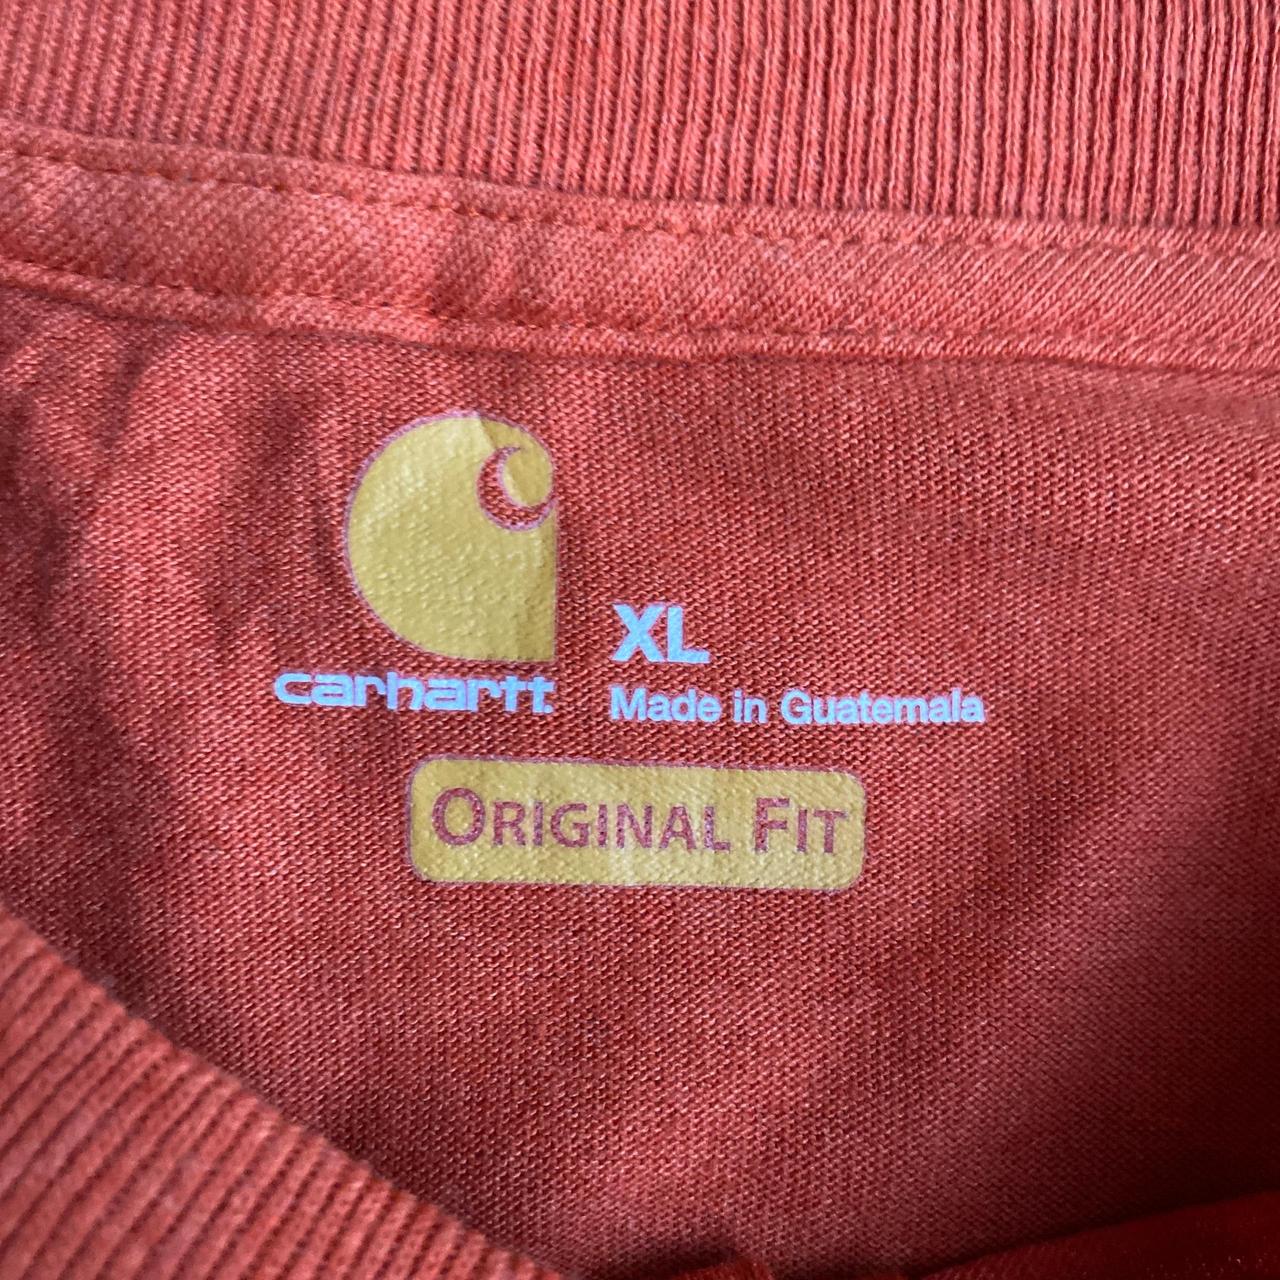 XL
carhartt
Made in Guatemala
ORIGINAL FIT